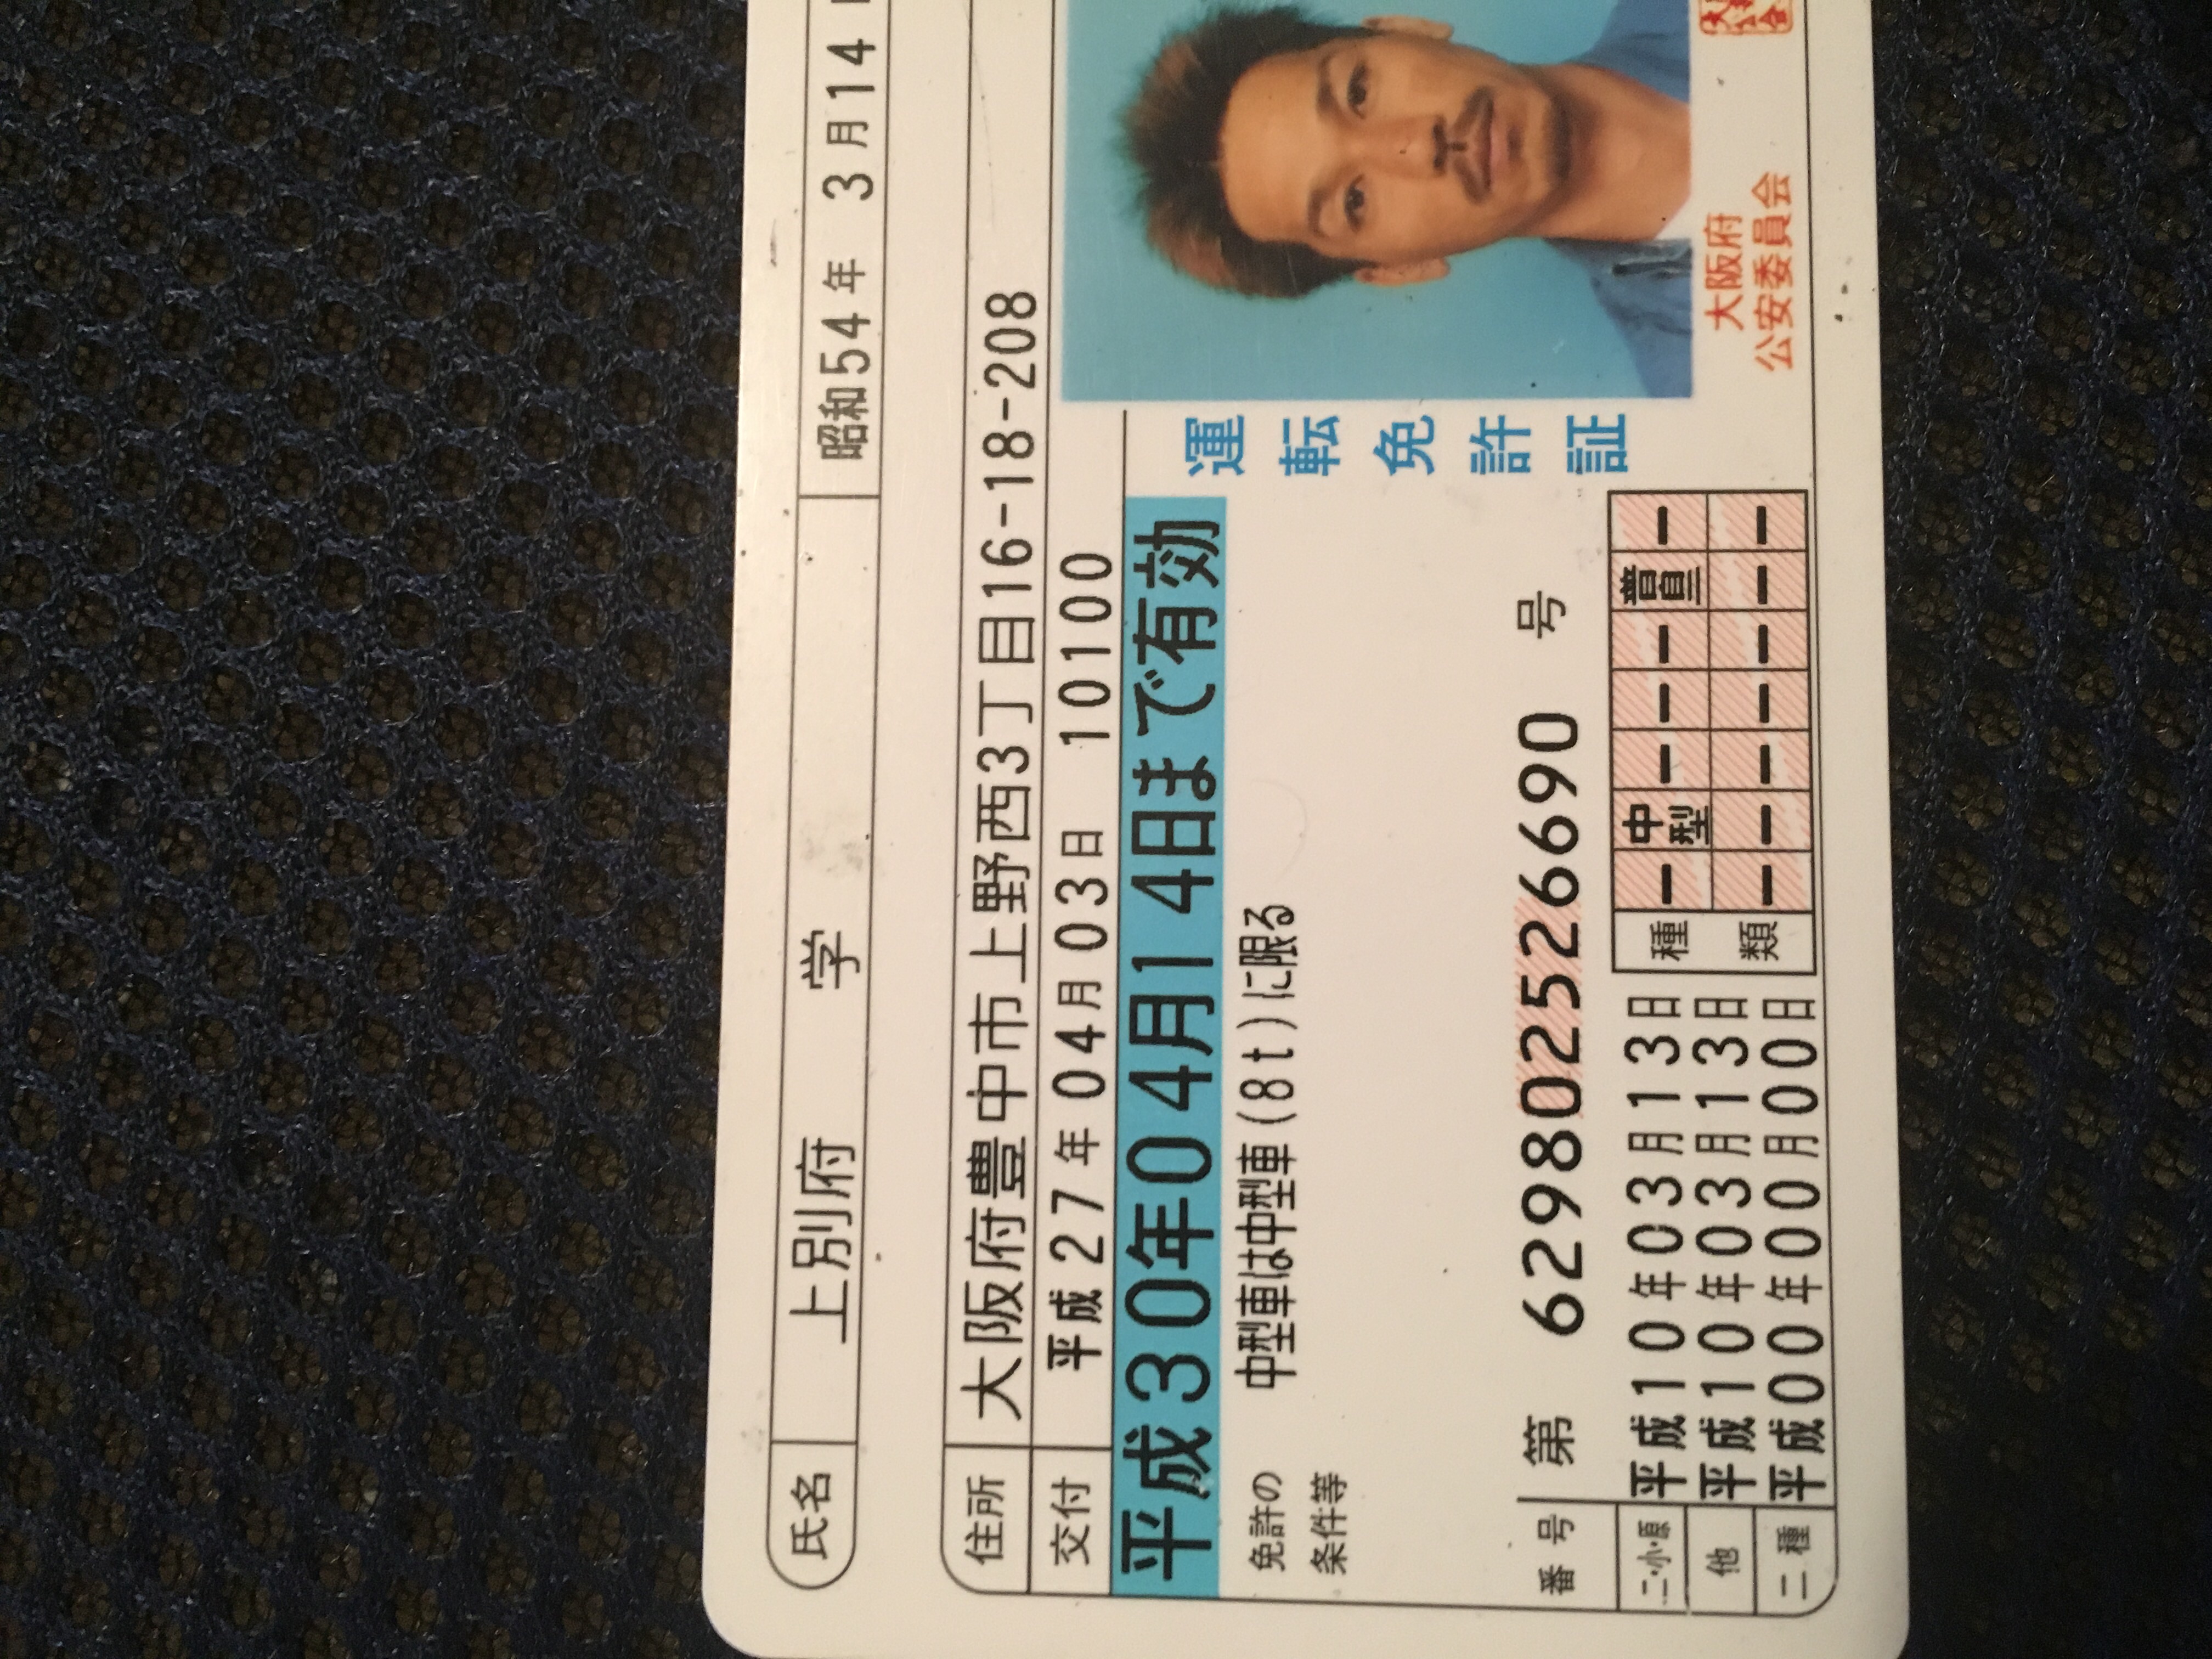 氏名 上別府 学 昭和54年 3月14
住所 大阪府豊中市上野西3丁目16-18-208
交付 平成27年04月03日 10100
平成30年04月14日まで有効
免許の 中型車は中型車(8t)に限る
条件等
運転免許証
番号 第 629802526690 号
二・小・原 平成10年03月13日
他 平成10年03月13日
二種 平成00年00月00日
種類
ー 中型 ー ー ー 普自二 ー
ー ー ー ー ー ー ー
大阪府
公安委員会